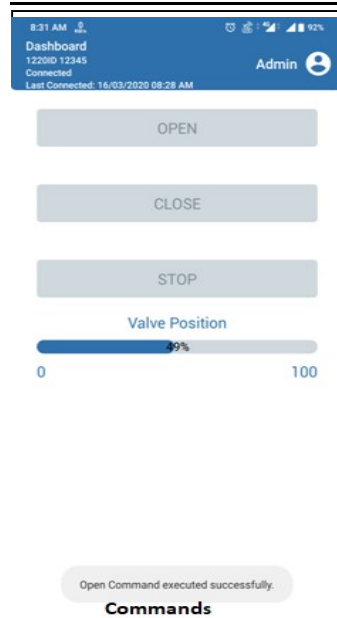 8:31 AM
92%
Dashboard
1220ID 12345
Connected
Last Connected: 16/03/2020 08:28 AM
Admin
OPEN
CLOSE
STOP
Valve Position
49%
0 100
Open Command executed successfully.
Commands